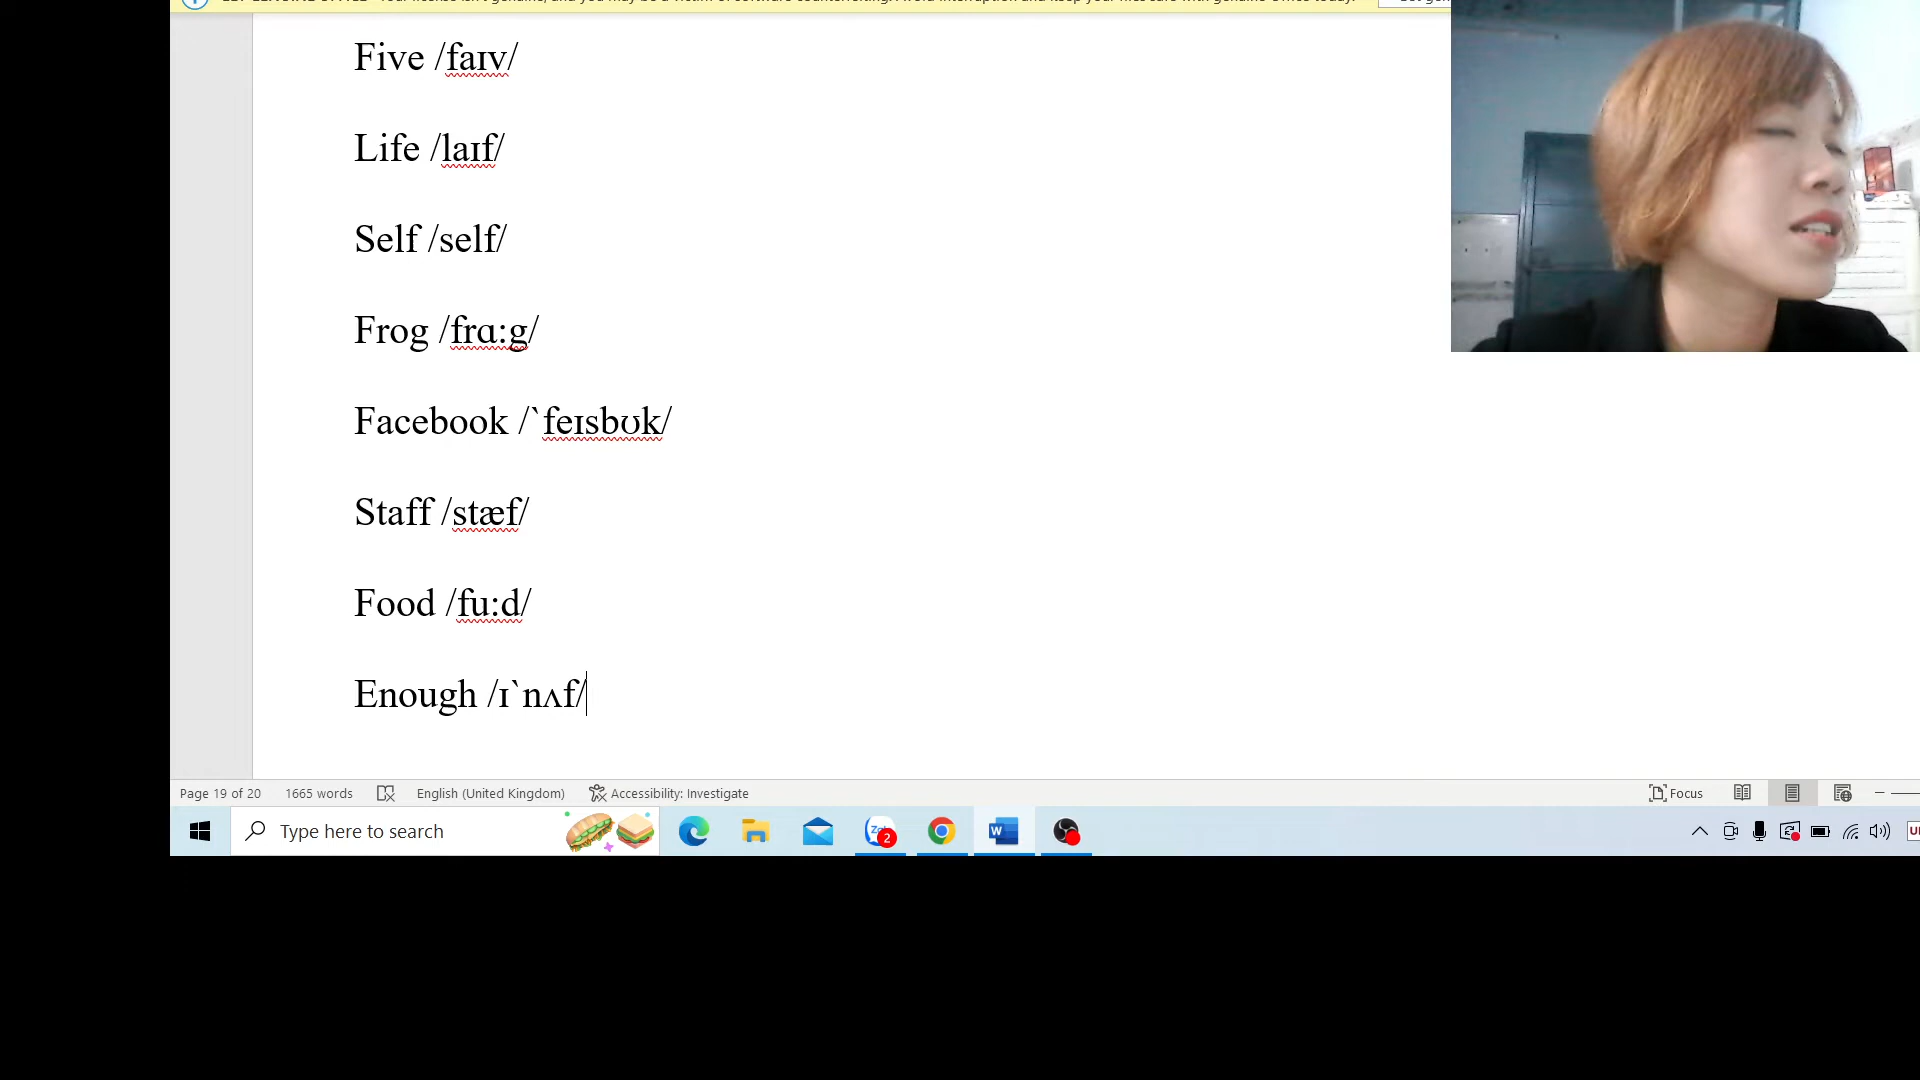 Five /faɪv/
Life /laɪf/
Self /self/
Frog /frɑ:g/
Facebook /`feɪsbʊk/
Staff /stæf/
Food /fu:d/
Enough /ɪ`nʌf/
Page 19 of 20 1665 words English (United Kingdom) Accessibility: Investigate Focus
Type here to search 2